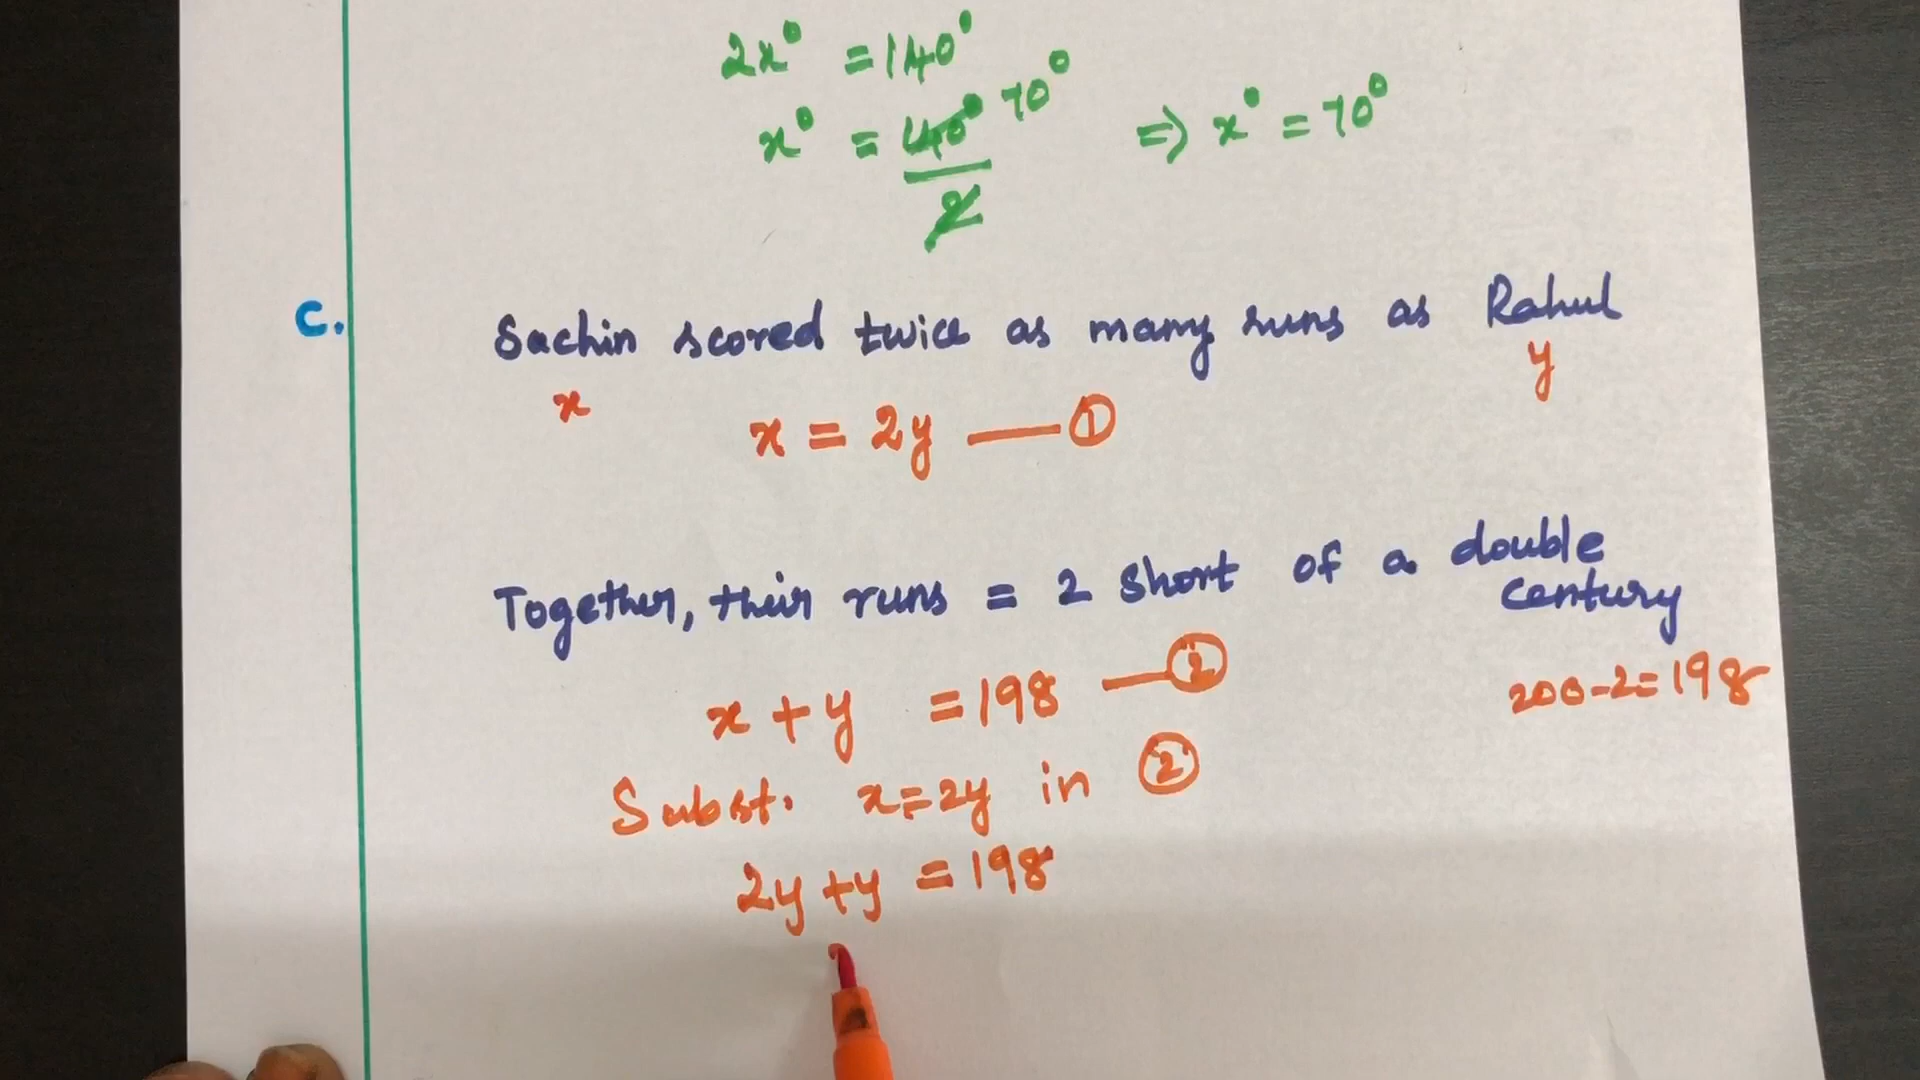 2x° = 140°
x° = 140° 70° ⇒ x° = 70°
2
C. Sachin scored twice as many runs as Rahul
x y
x = 2y — ①
Together, their runs = 2 short of a double
century
200-2=198
x + y = 198 — ②
Subst. x=2y in ②
2y + y = 198